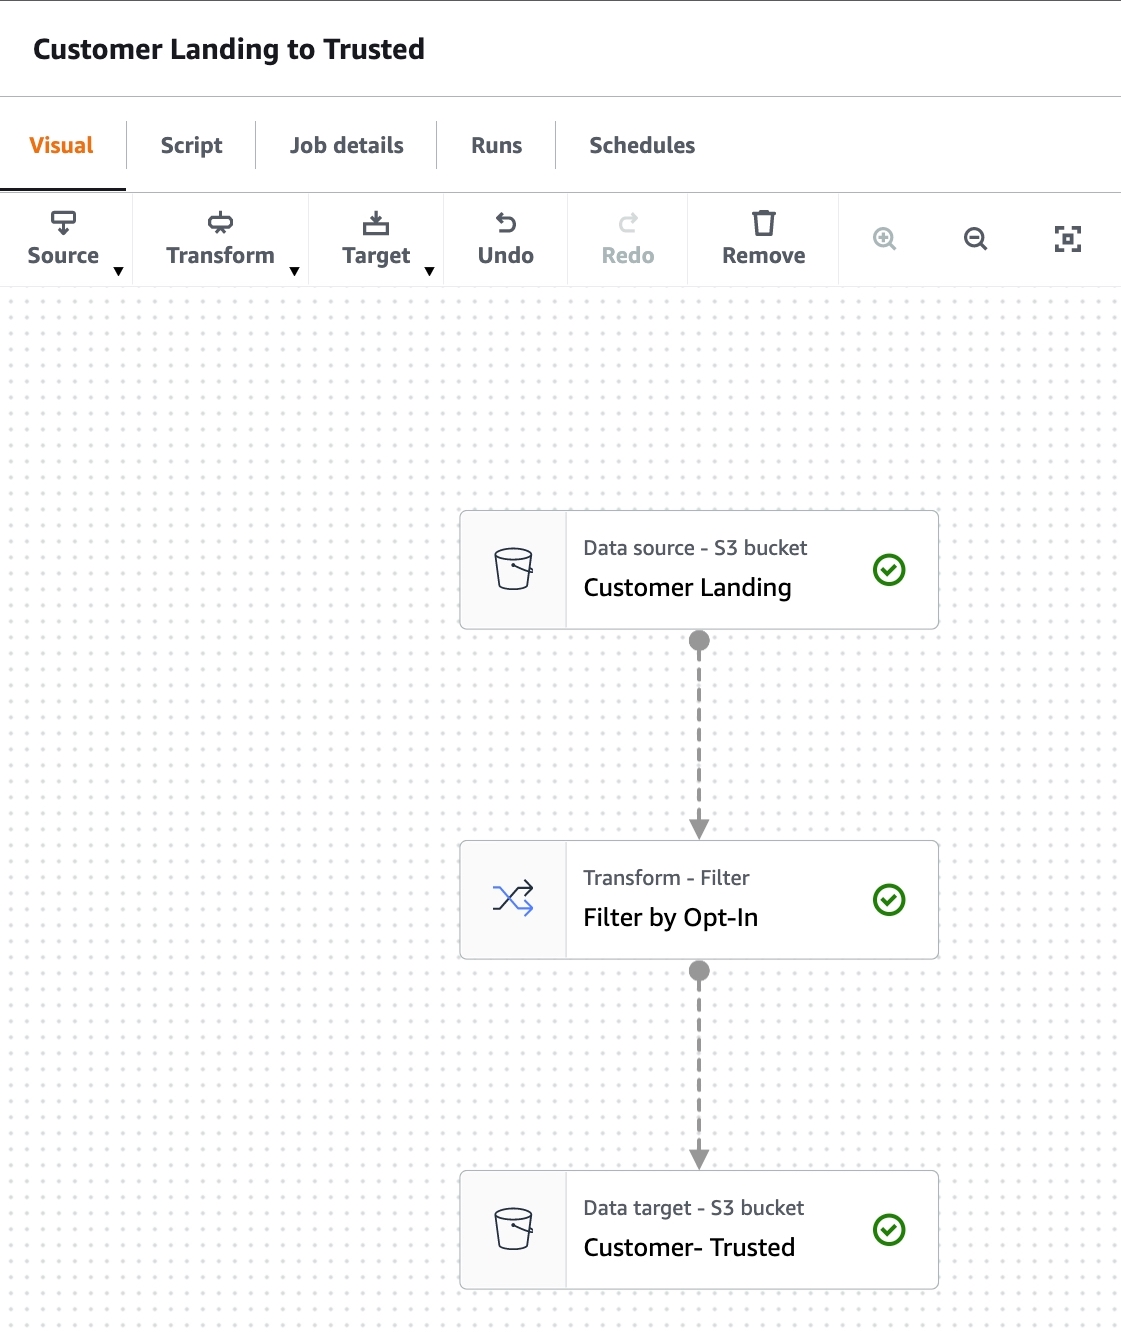 Customer Landing to Trusted
Visual Script Job details Runs Schedules
Source Transform Target Undo Redo Remove
Data source - S3 bucket
Customer Landing
Transform - Filter
Filter by Opt-In
Data target - S3 bucket
Customer- Trusted